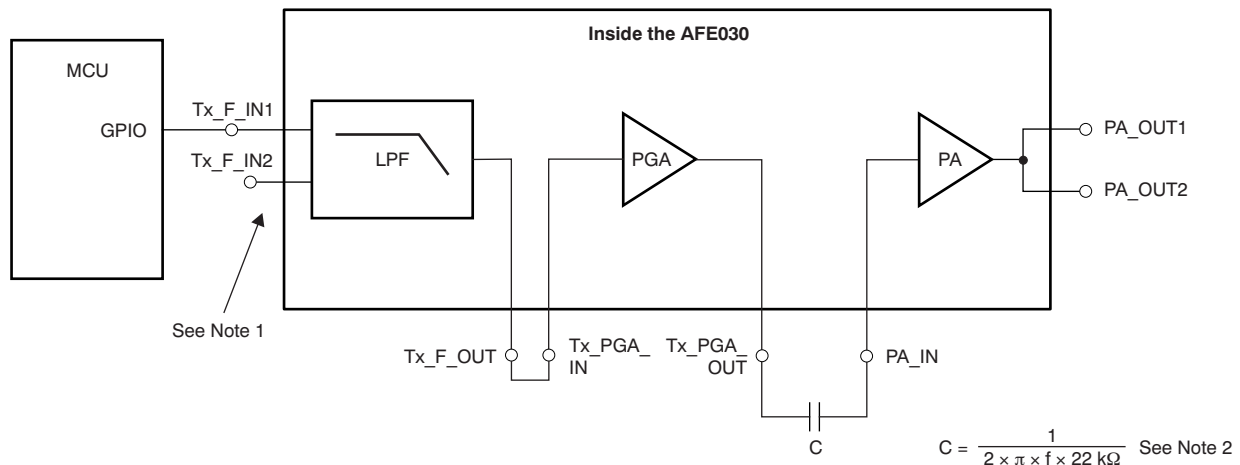 Inside the AFE030
MCU
GPIO
Tx_F_IN1
Tx_F_IN2
LPF
PGA
PA
PA_OUT1
PA_OUT2
See Note 1
Tx_F_OUT
Tx_PGA_
IN
Tx_PGA_
OUT
PA_IN
C
C = 1 / 2 × π × f × 22 kΩ See Note 2